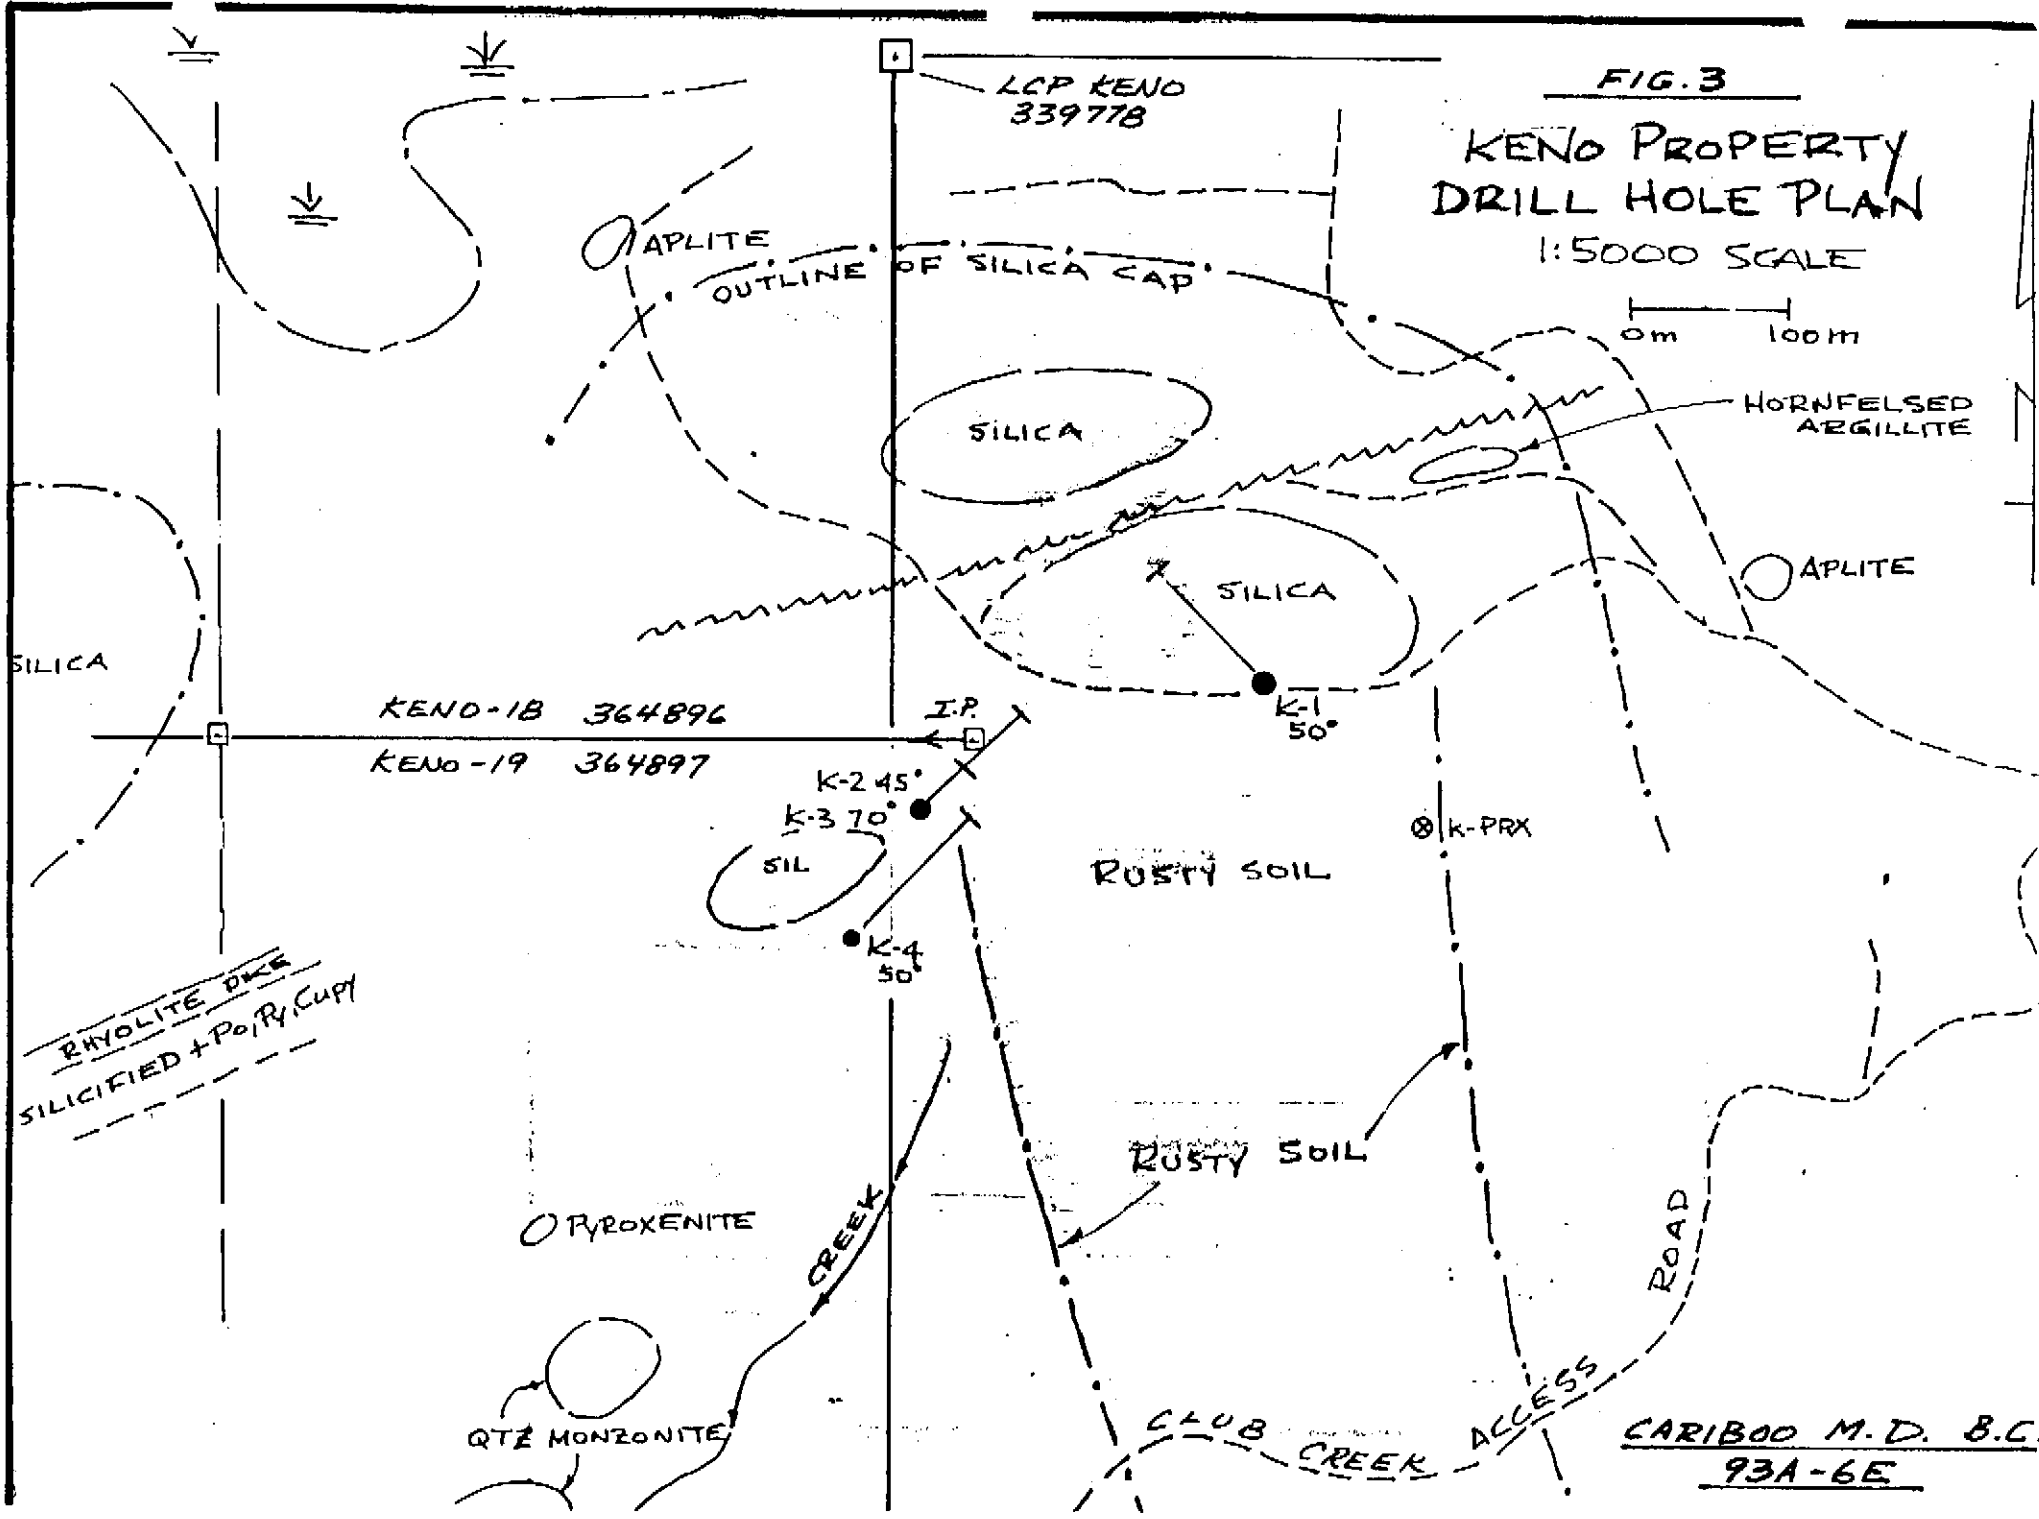 FIG. 3
KENO PROPERTY
DRILL HOLE PLAN
1:5000 SCALE
0m 100m
LCP KENO
339778
APLITE
OUTLINE OF SILICA CAP
SILICA
HORNFELSED
ARGILLITE
SILICA
APLITE
SILICA
KENO-18 364896
KENO-19 364897
I.P.
K-1
50°
K-2 45°
K-3 70°
SIL
K-4
50°
K-PRX
RUSTY SOIL
RHYOLITE DIKE
SILICIFIED + Po, Py, Cupy
RUSTY SOIL
PYROXENITE
CREEK
QTZ MONZONITE
CLUB CREEK ACCESS ROAD
CARIBOO M.D. B.C.
93A-6E